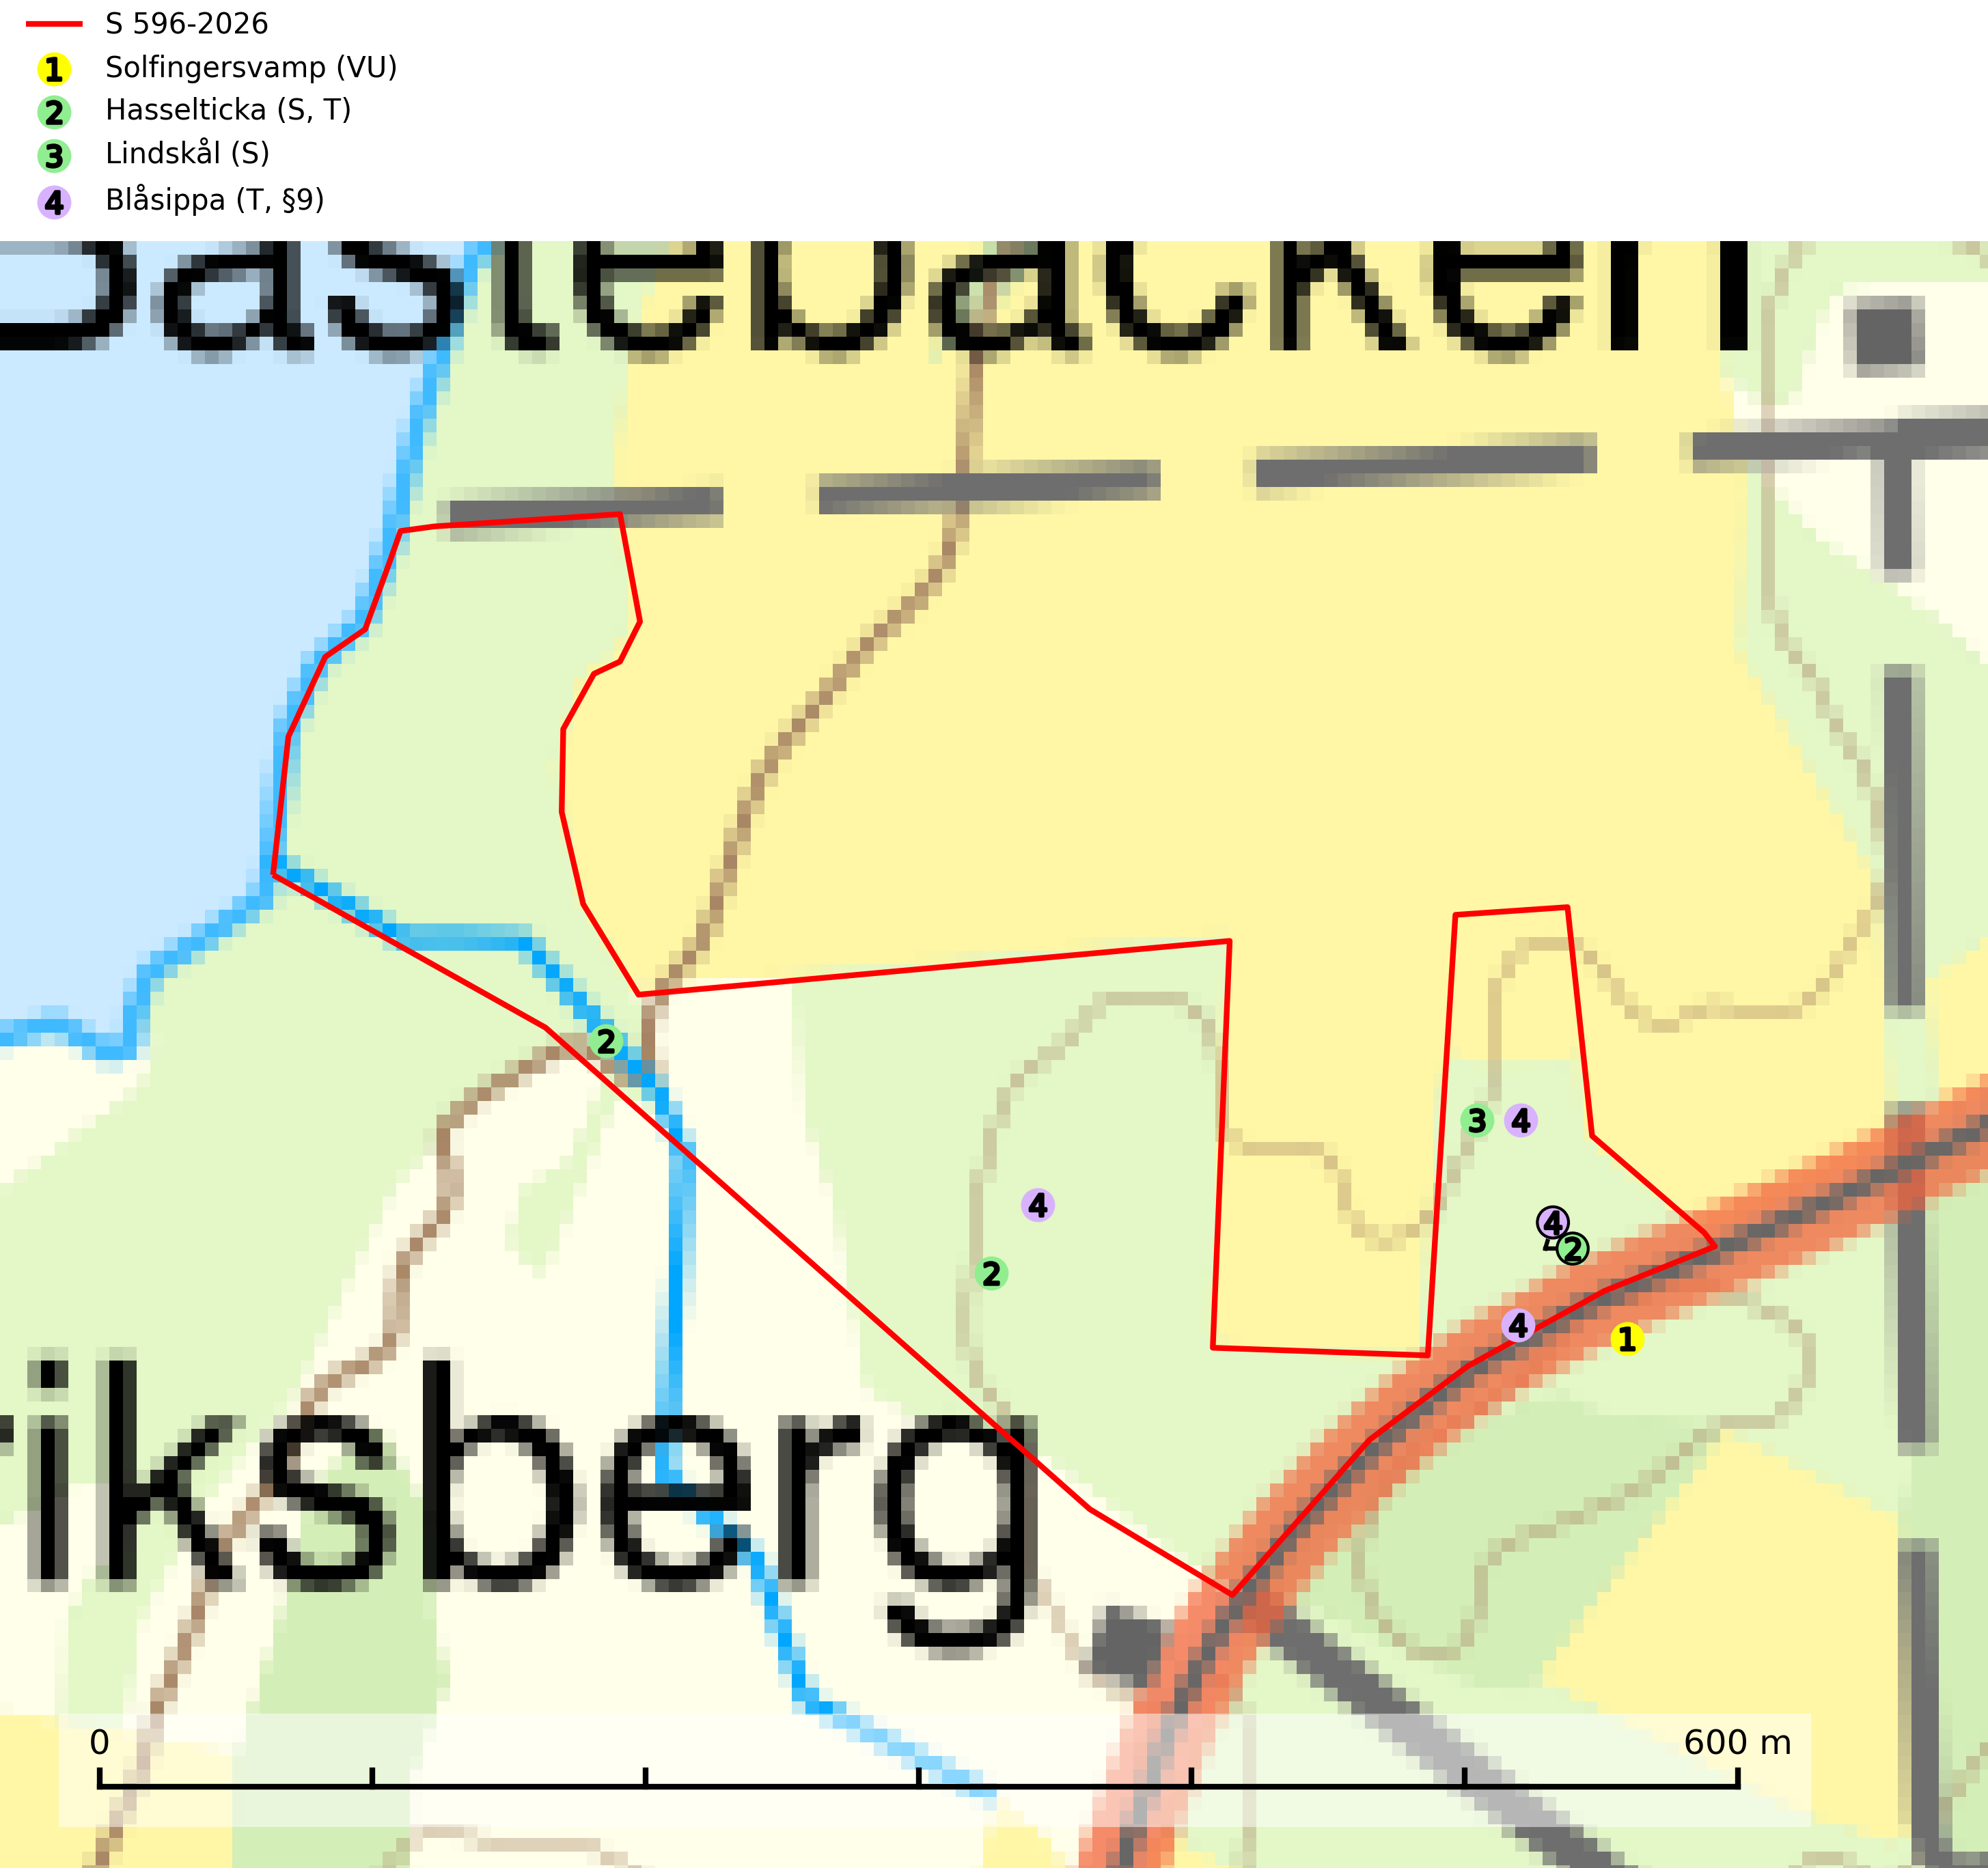 S 596-2026
1 Solfingersvamp (VU)
2 Hasselticka (S, T)
3 Lindskål (S)
4 Blåsippa (T, §9)
2
3 4
4
4
2
2
4
1
iksberg
0 600 m